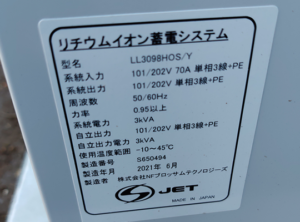 リチウムイオン蓄電システム
型名 LL3098HOS/Y
系統入力 101/202V 70A 単相3線+PE
系統出力 101/202V 単相3線+PE
周波数 50/60Hz
力率 0.95以上
系統電力 3kVA
自立出力 101/202V 単相3線+PE
自立出力電力 3kVA
使用温度範囲 -10~45℃
製造番号 S650494
製造年月 2021年 6月
製造者 株式会社NFブロッサムテクノロジーズ
JET
MADE IN JAPAN